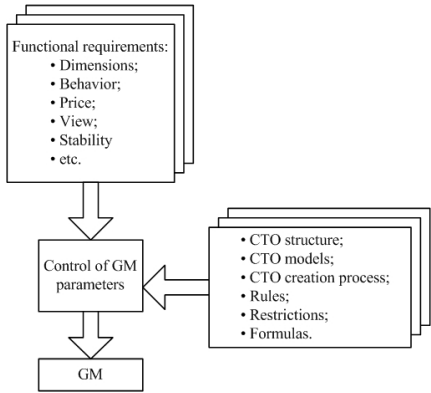 Functional requirements:
• Dimensions;
• Behavior;
• Price;
• View;
• Stability
• etc.
Control of GM
parameters
• CTO structure;
• CTO models;
• CTO creation process;
• Rules;
• Restrictions;
• Formulas.
GM